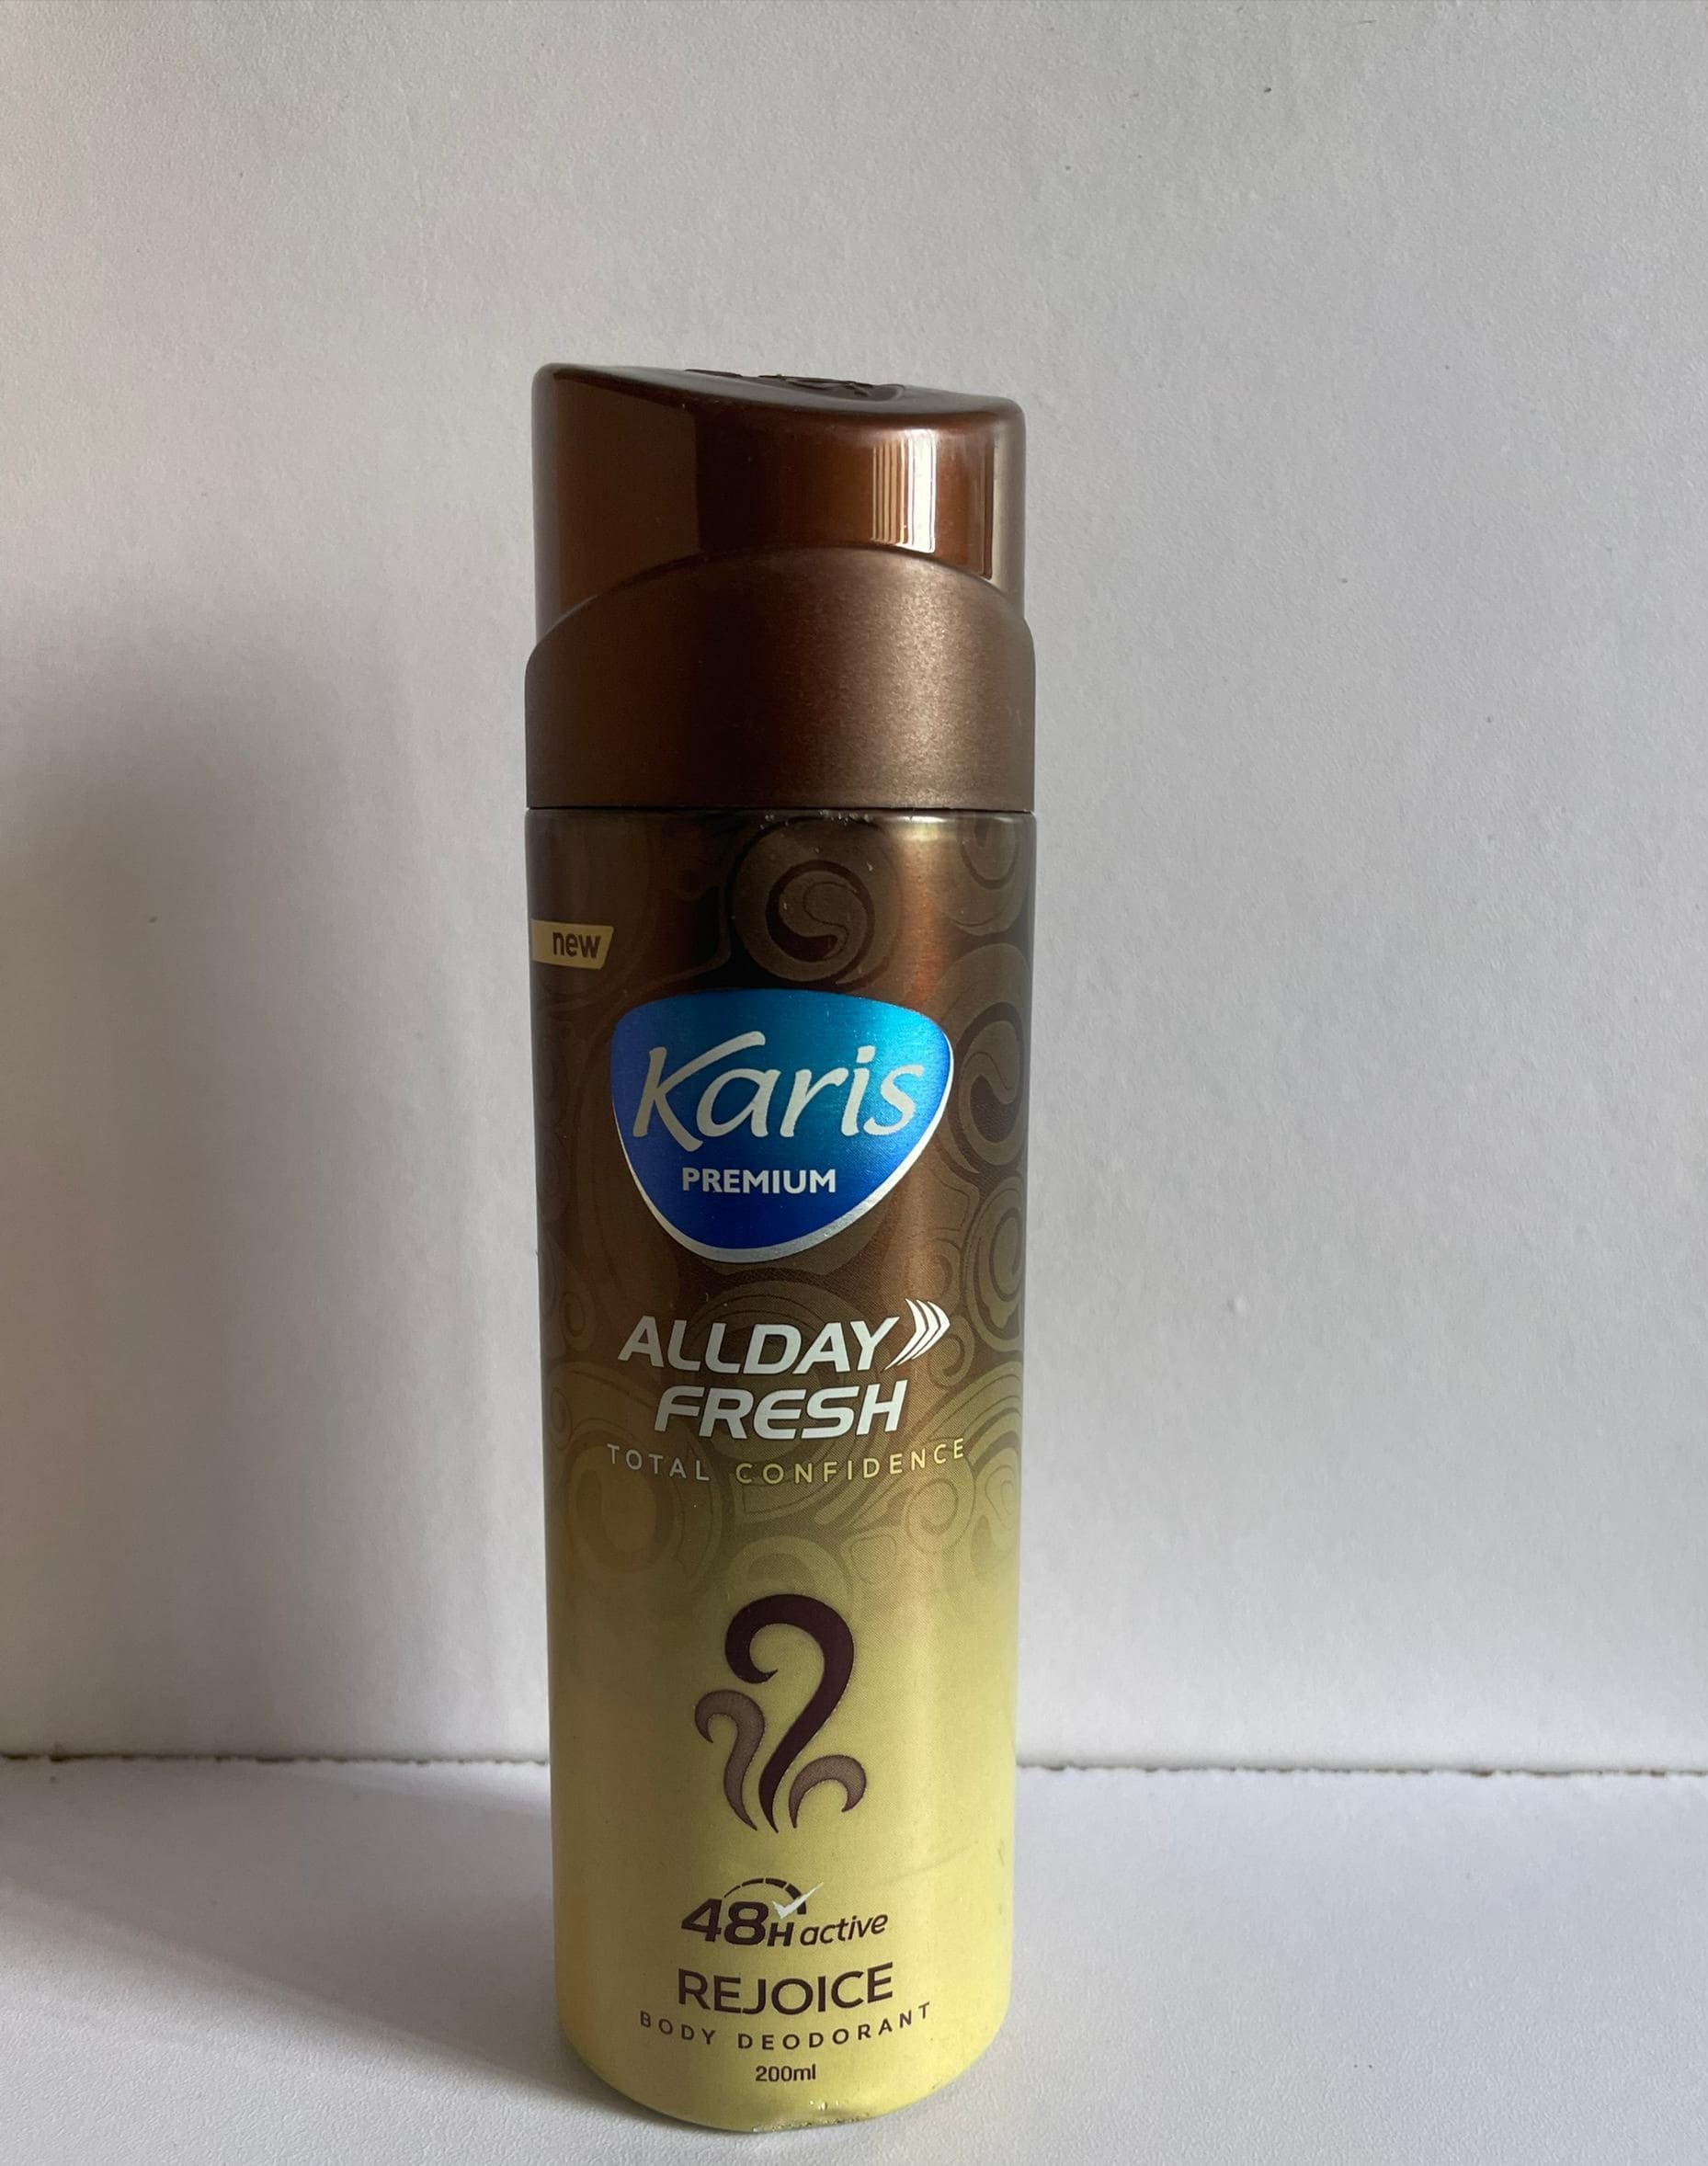 new
Karis
PREMIUM
ALLDAY
FRESH
TOTAL CONFIDENCE
48H active
REJOICE
BODY DEODORANT
200ml